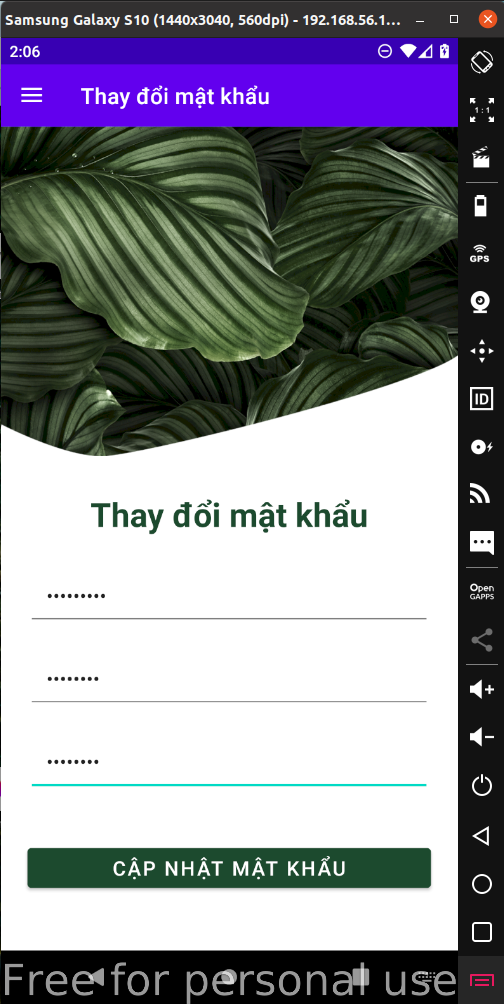 Samsung Galaxy S10 (1440x3040, 560dpi) - 192.168.56.1...
2:06
Thay đổi mật khẩu
1 : 1
GPS
ID
Thay đổi mật khẩu
•••••••••
••••••••
••••••••
Open
GAPPS
CẬP NHẬT MẬT KHẨU
Free for personal use